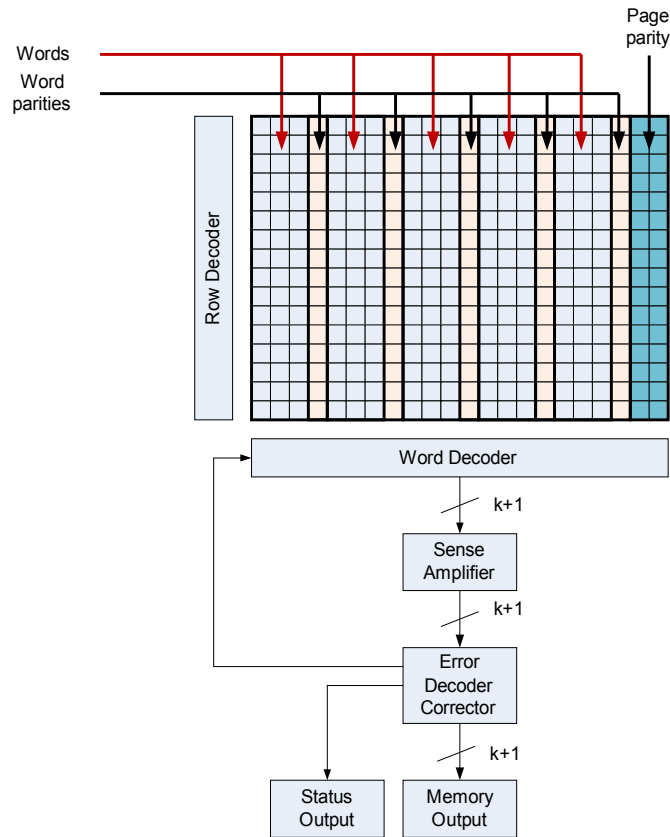 Page
parity
Words
Word
parities
Row Decoder
Word Decoder
k+1
Sense
Amplifier
k+1
Error
Decoder
Corrector
k+1
Status
Output
Memory
Output